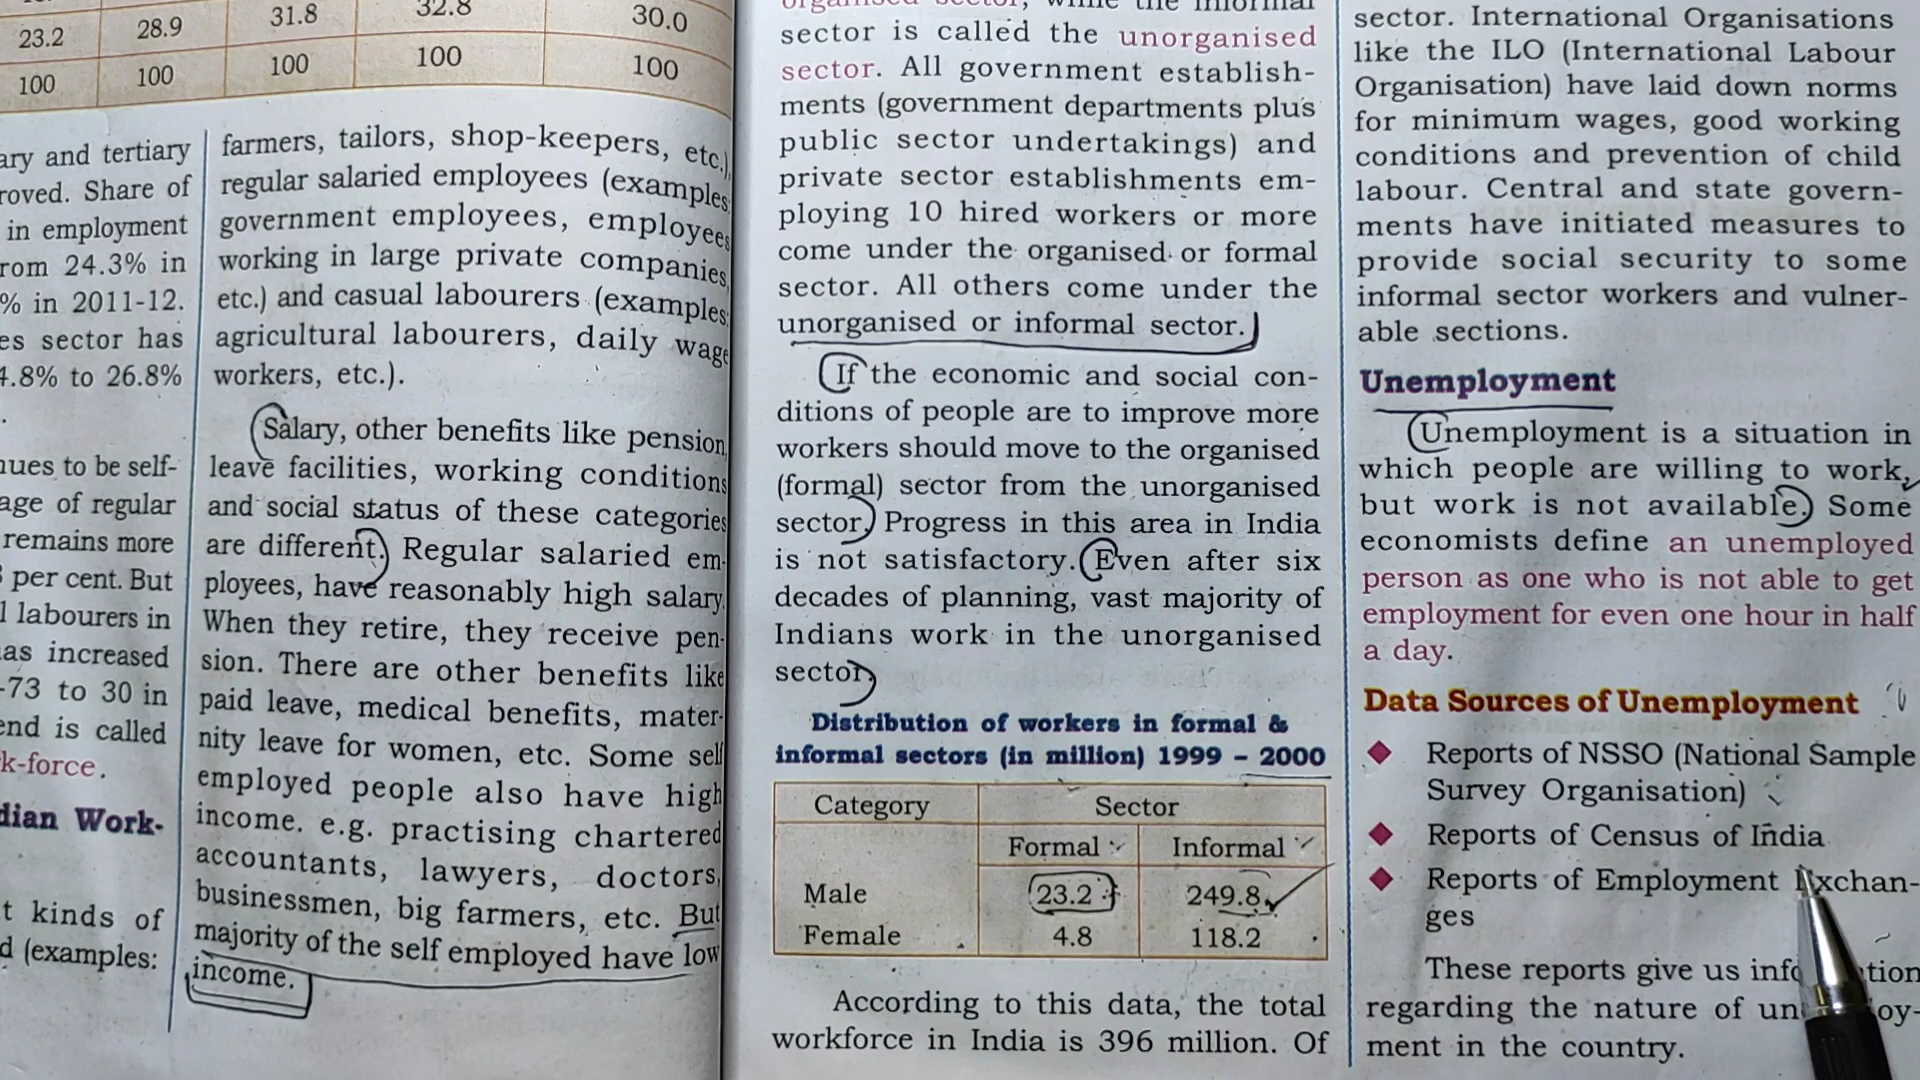 23.2 28.9 31.8 32.8 30.0
100 100 100 100 100
ary and tertiary
roved. Share of
in employment
rom 24.3% in
% in 2011-12.
es sector has
4.8% to 26.8%
nues to be self-
age of regular
remains more
per cent. But
l labourers in
as increased
-73 to 30 in
end is called
k-force.
dian Work-
t kinds of
d (examples:
farmers, tailors, shop-keepers, etc.),
regular salaried employees (examples:
government employees, employees
working in large private companies,
etc.) and casual labourers (examples:
agricultural labourers, daily wage
workers, etc.).
Salary, other benefits like pension,
leave facilities, working conditions
and social status of these categories
are different. Regular salaried em-
ployees, have reasonably high salary.
When they retire, they receive pen-
sion. There are other benefits like
paid leave, medical benefits, mater-
nity leave for women, etc. Some self
employed people also have high
income. e.g. practising chartered
accountants, lawyers, doctors,
businessmen, big farmers, etc. But
majority of the self employed have low
income.
sector is called the unorganised
sector. All government establish-
ments (government departments plus
public sector undertakings) and
private sector establishments em-
ploying 10 hired workers or more
come under the organised or formal
sector. All others come under the
unorganised or informal sector.
If the economic and social con-
ditions of people are to improve more
workers should move to the organised
(formal) sector from the unorganised
sector. Progress in this area in India
is not satisfactory. Even after six
decades of planning, vast majority of
Indians work in the unorganised
sector.
Distribution of workers in formal &
informal sectors (in million) 1999 – 2000
Category Sector
Formal Informal
Male 23.2 249.8
Female 4.8 118.2
According to this data, the total
workforce in India is 396 million. Of
sector. International Organisations
like the ILO (International Labour
Organisation) have laid down norms
for minimum wages, good working
conditions and prevention of child
labour. Central and state govern-
ments have initiated measures to
provide social security to some
informal sector workers and vulner-
able sections.
Unemployment
Unemployment is a situation in
which people are willing to work,
but work is not available. Some
economists define an unemployed
person as one who is not able to get
employment for even one hour in half
a day.
Data Sources of Unemployment
◆ Reports of NSSO (National Sample
Survey Organisation)
◆ Reports of Census of India
◆ Reports of Employment Exchan-
ges
These reports give us
regarding the nature of
ment in the country.